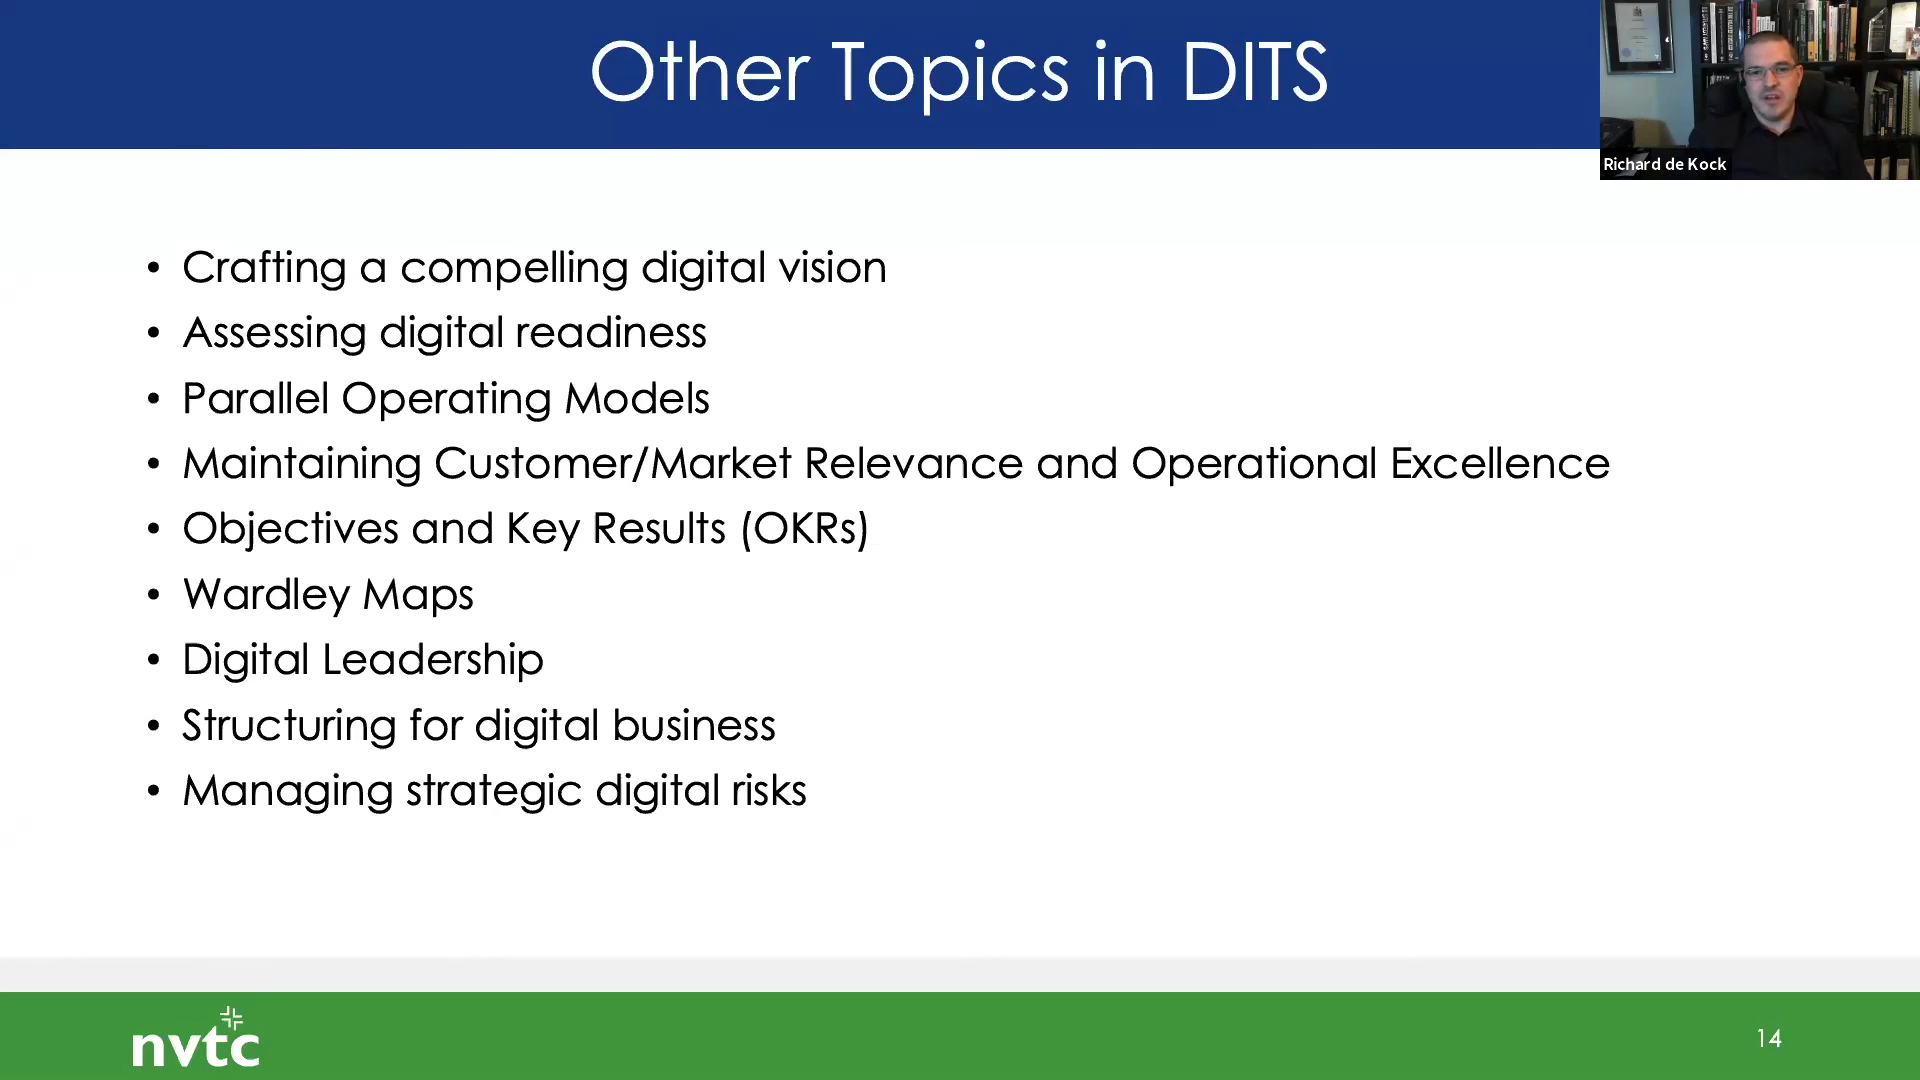 Other Topics in DITS
Richard de Kock
• Crafting a compelling digital vision
• Assessing digital readiness
• Parallel Operating Models
• Maintaining Customer/Market Relevance and Operational Excellence
• Objectives and Key Results (OKRs)
• Wardley Maps
• Digital Leadership
• Structuring for digital business
• Managing strategic digital risks
nvtc
14